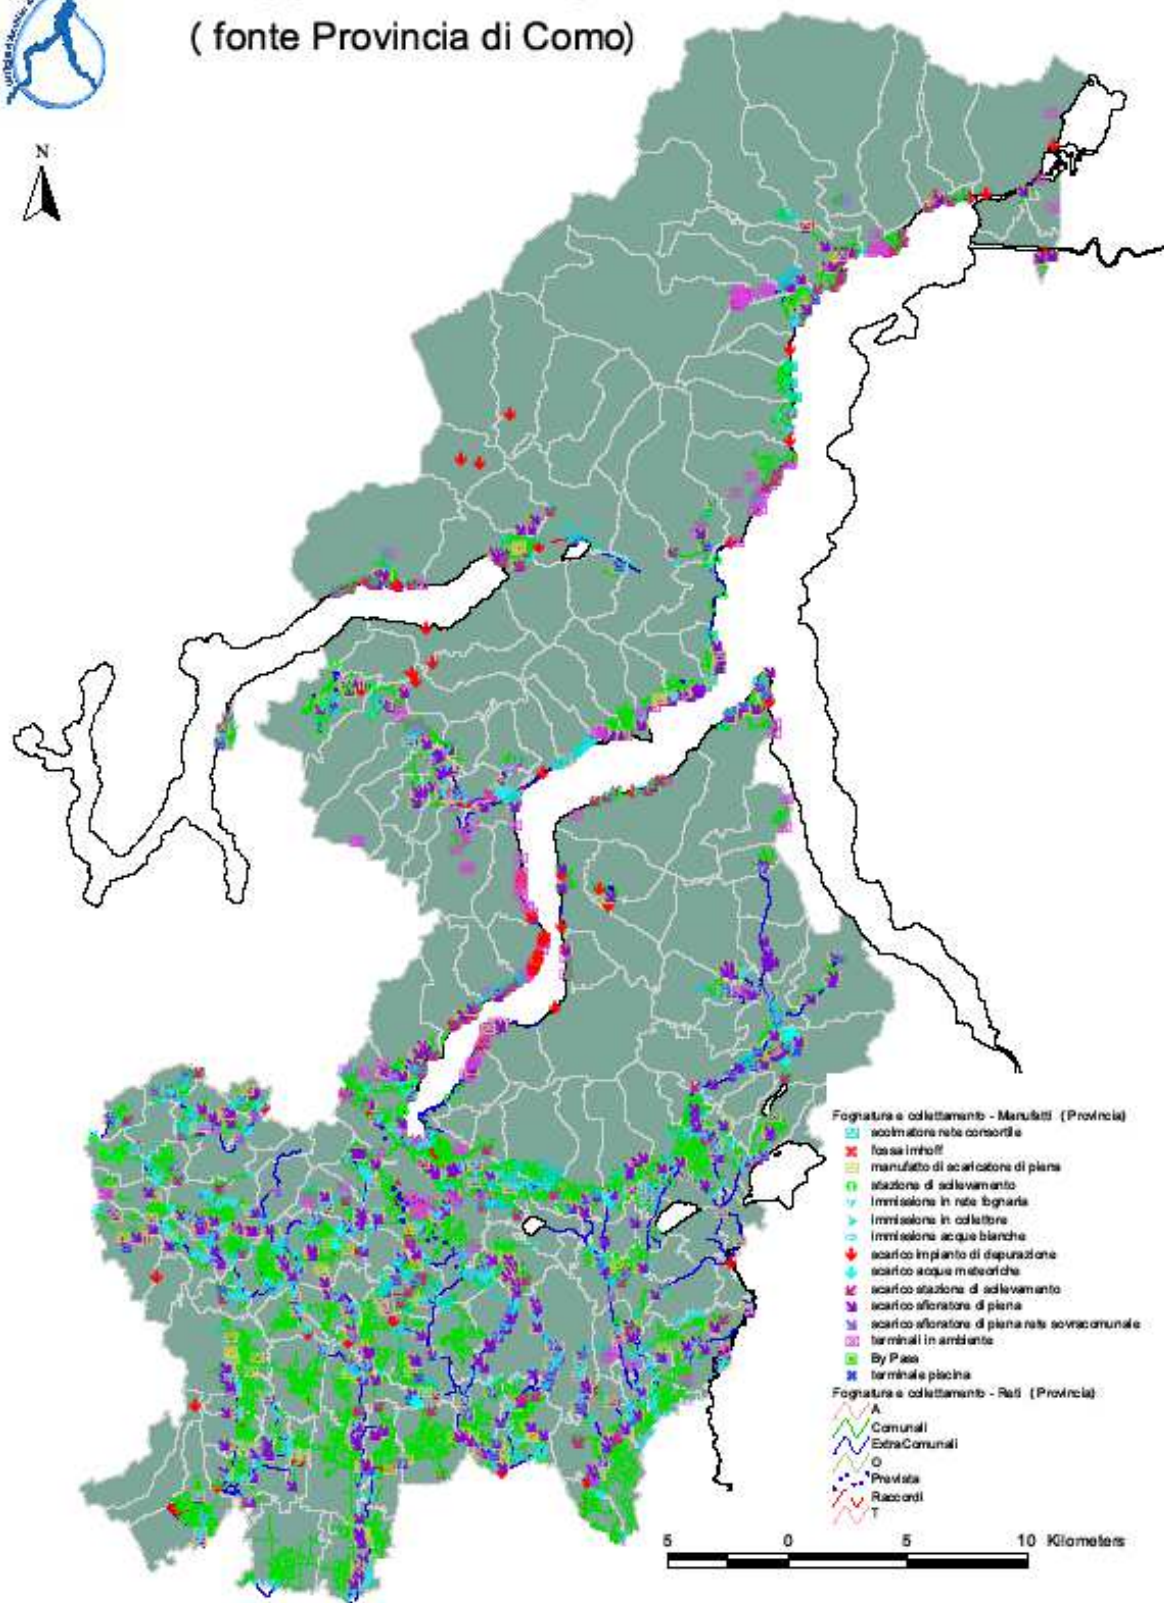 ( fonte Provincia di Como)
N
Fognatura e collettamento - Manufatti (Provincia)
scolmatore rete consortile
fossa imhoff
manufatto di scaricatore di piena
stazione di sollevamento
immissione in rete fognaria
immissione in collettore
immissione acque bianche
scarico impianto di depurazione
scarico acque meteoriche
scarico stazione di sollevamento
scarico sfioratore di piena
scarico sfioratore di piena rete sovracomunale
terminali in ambiente
By Pass
terminale piscina
Fognatura e collettamento - Reti (Provincia)
A
Comunali
ExtraComunali
O
Prevista
Raccordi
T
5 0 5 10 Kilometers